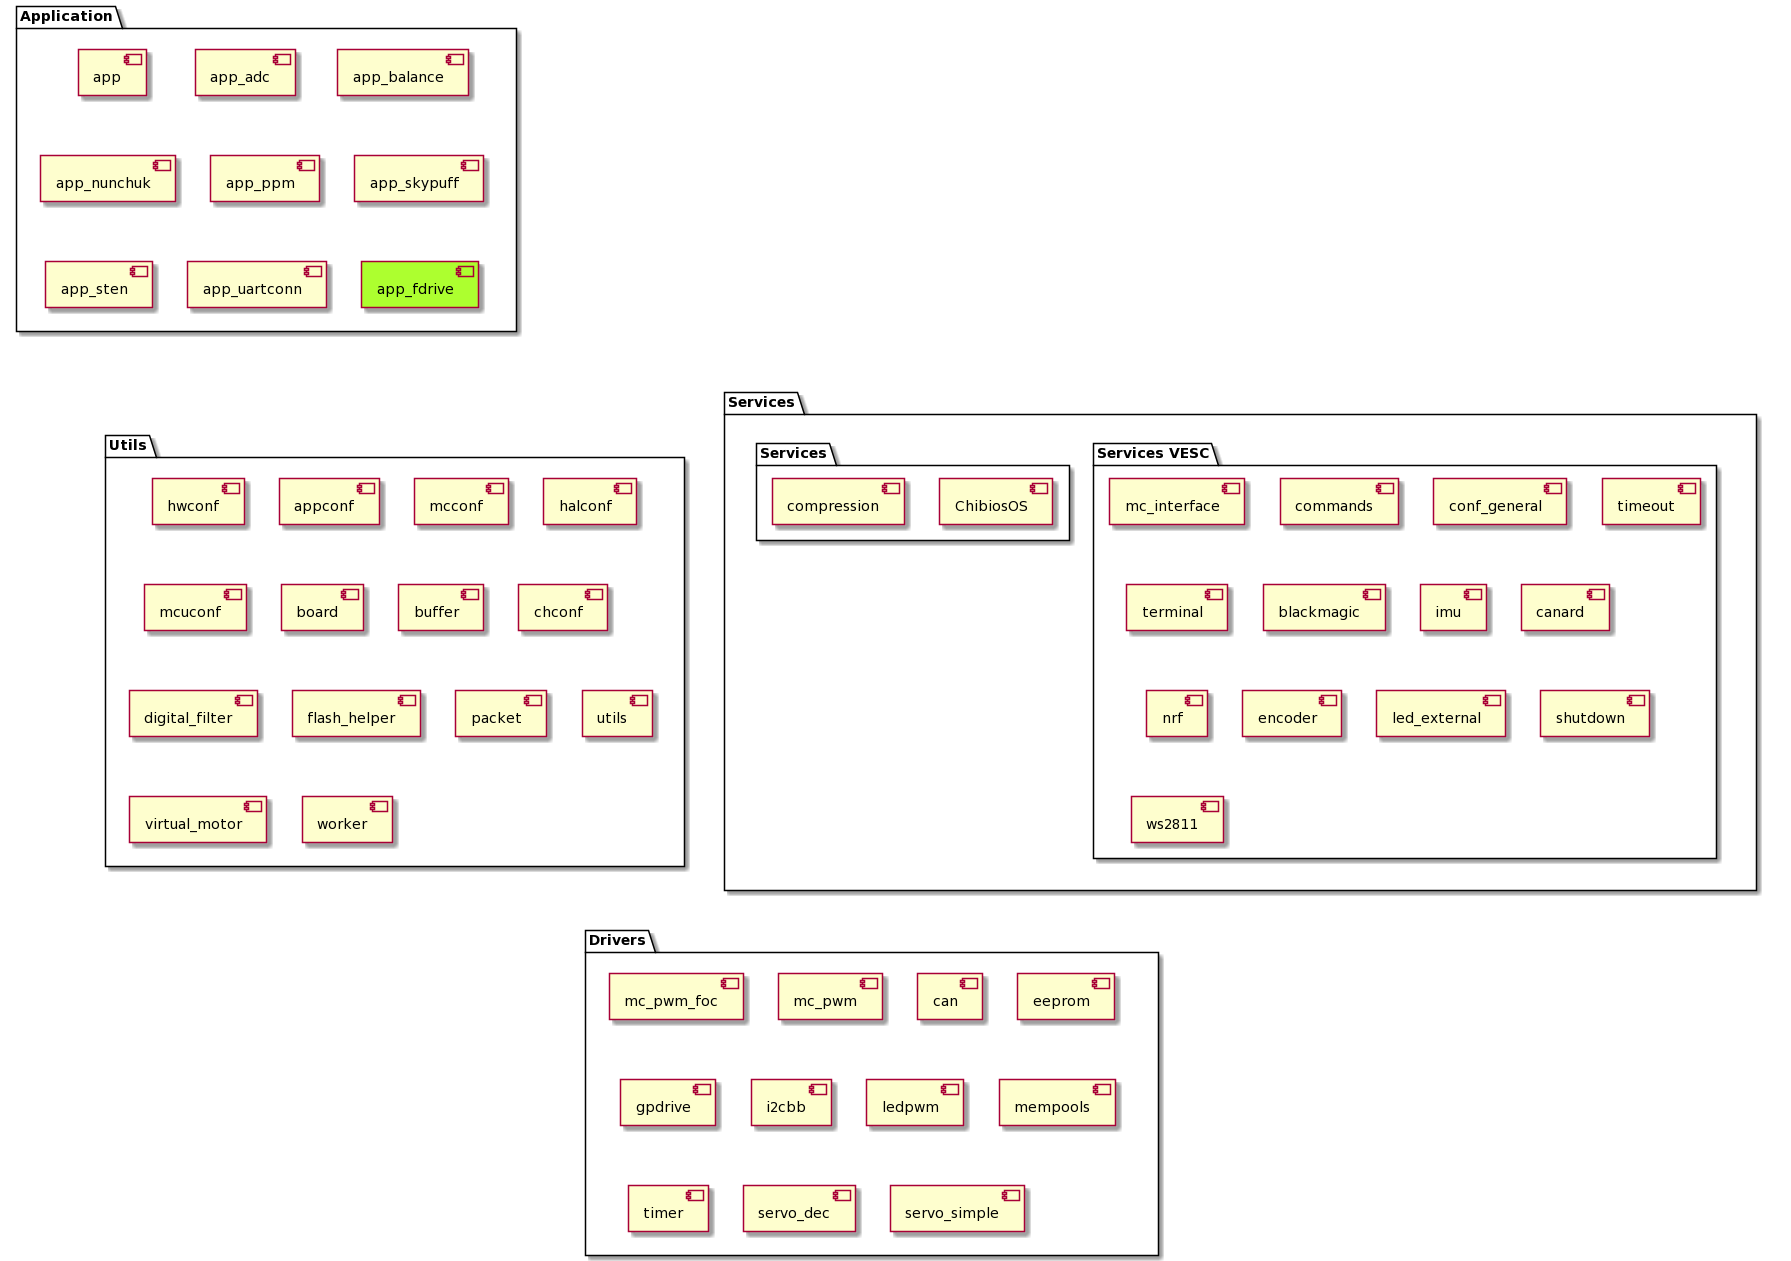 Application
app app_adc app_balance
app_nunchuk app_ppm app_skypuff
app_sten app_uartconn app_fdrive
Utils
hwconf appconf mcconf halconf
mcuconf board buffer chconf
digital_filter flash_helper packet utils
virtual_motor worker
Services
Services
compression ChibiosOS
Services VESC
mc_interface commands conf_general timeout
terminal blackmagic imu canard
nrf encoder led_external shutdown
ws2811
Drivers
mc_pwm_foc mc_pwm can eeprom
gpdrive i2cbb ledpwm mempools
timer servo_dec servo_simple